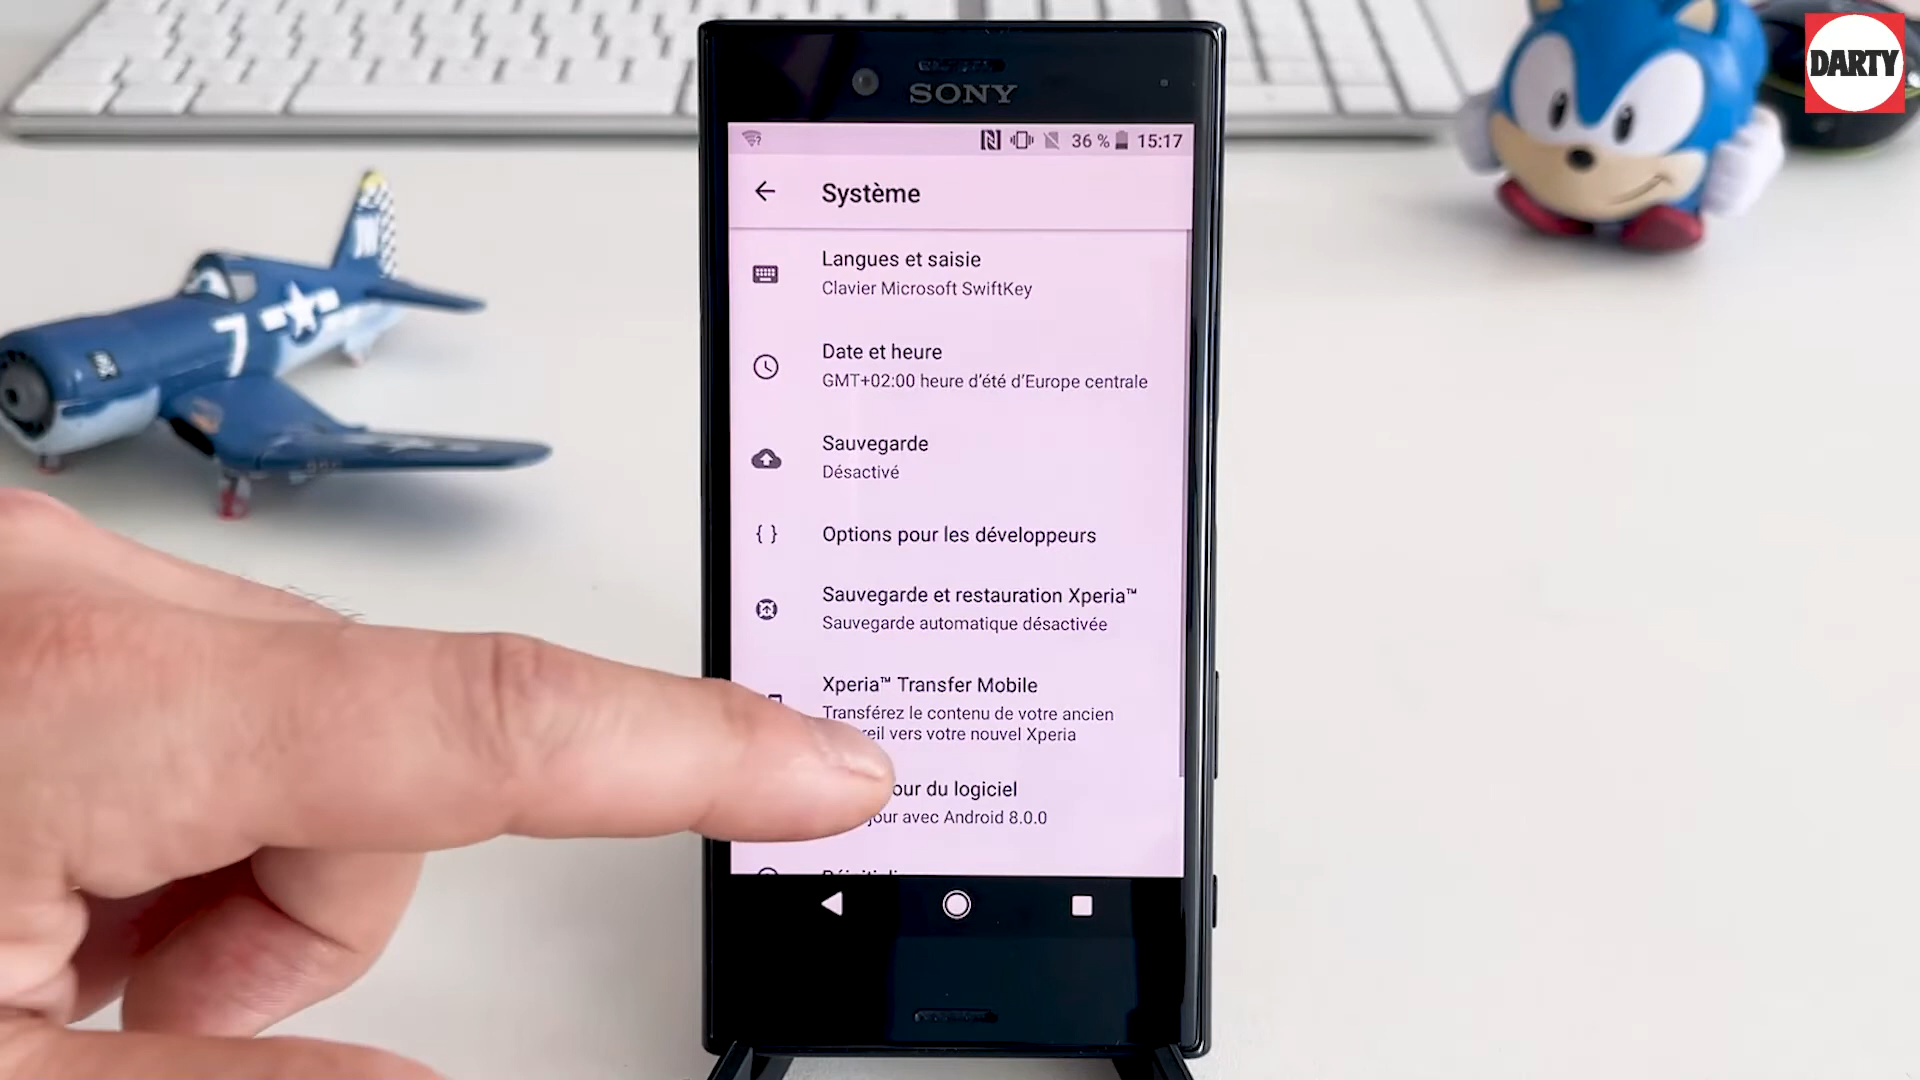 DARTY
SONY
36 % 15:17
Système
Langues et saisie
Clavier Microsoft SwiftKey
Date et heure
GMT+02:00 heure d'été d'Europe centrale
Sauvegarde
Désactivé
{ } Options pour les développeurs
Sauvegarde et restauration Xperia™
Sauvegarde automatique désactivée
Xperia™ Transfer Mobile
Transférez le contenu de votre ancien
vers votre nouvel Xperia
du logiciel
jour avec Android 8.0.0
7